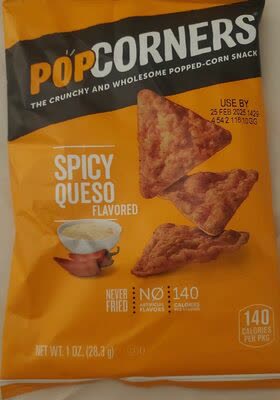 POPCORNERS
THE CRUNCHY AND WHOLESOME POPPED-CORN SNACK
USE BY
25 FEB 2025
SPICY
QUESO
FLAVORED
NEVER
FRIED
NØ
ARTIFICIAL
FLAVORS
140
CALORIES
140
CALORIES
PER PKG
NET WT. 1 OZ. (28.3 g)